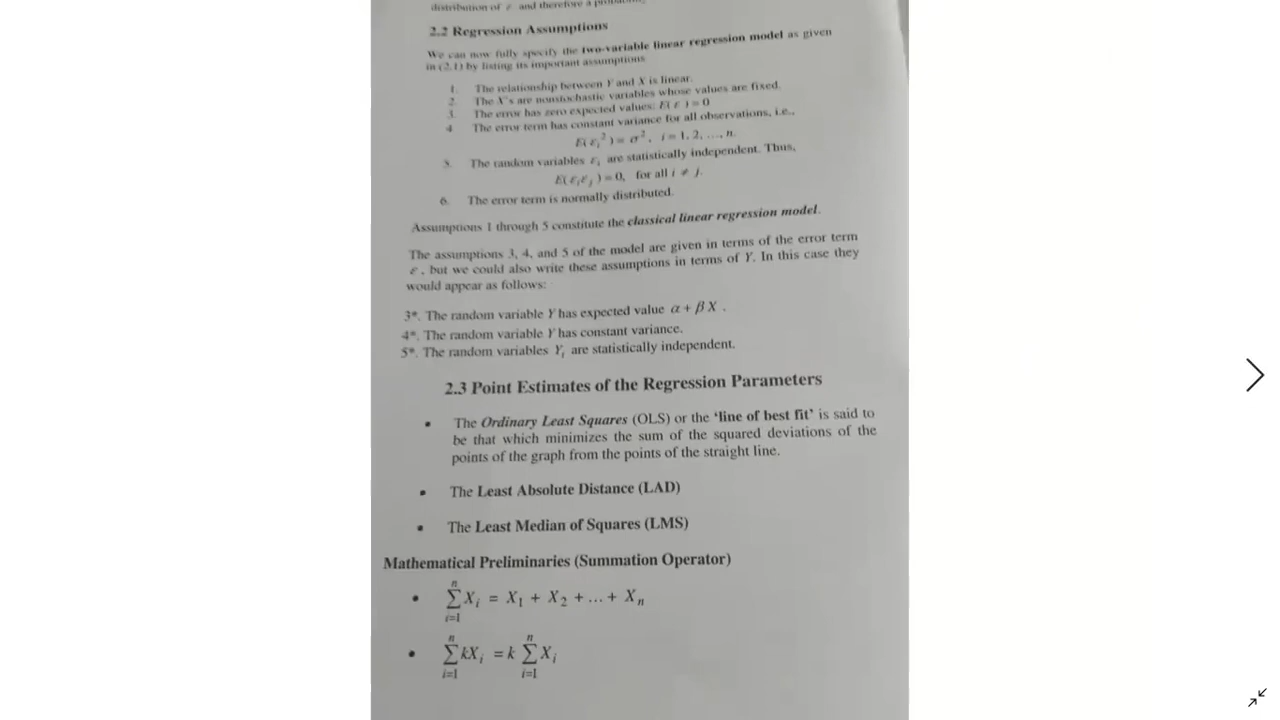 distribution of ε and therefore a
2.2 Regression Assumptions
We can now fully specify the two-variable linear regression model as given
in (2.1) by listing its important assumptions
1. The relationship between Y and X is linear.
2. The X's are nonstochastic variables whose values are fixed.
3. The error has zero expected values: E(ε) = 0
4 The error term has constant variance for all observations, i.e.,
E(εᵢ²) = σ², i = 1, 2, ..., n.
5. The random variables εᵢ are statistically independent. Thus,
E(εᵢεⱼ) = 0, for all i ≠ j.
6. The error term is normally distributed.
Assumptions 1 through 5 constitute the classical linear regression model.
The assumptions 3, 4, and 5 of the model are given in terms of the error term
ε, but we could also write these assumptions in terms of Y. In this case they
would appear as follows:
3*. The random variable Y has expected value α + βX .
4*. The random variable Y has constant variance.
5*. The random variables Yᵢ are statistically independent.
2.3 Point Estimates of the Regression Parameters
• The Ordinary Least Squares (OLS) or the ‘line of best fit’ is said to
be that which minimizes the sum of the squared deviations of the
points of the graph from the points of the straight line.
• The Least Absolute Distance (LAD)
• The Least Median of Squares (LMS)
Mathematical Preliminaries (Summation Operator)
• ∑ᵢ₌₁ⁿ Xᵢ = X₁ + X₂ + ... + Xₙ
• ∑ᵢ₌₁ⁿ kXᵢ = k ∑ᵢ₌₁ⁿ Xᵢ